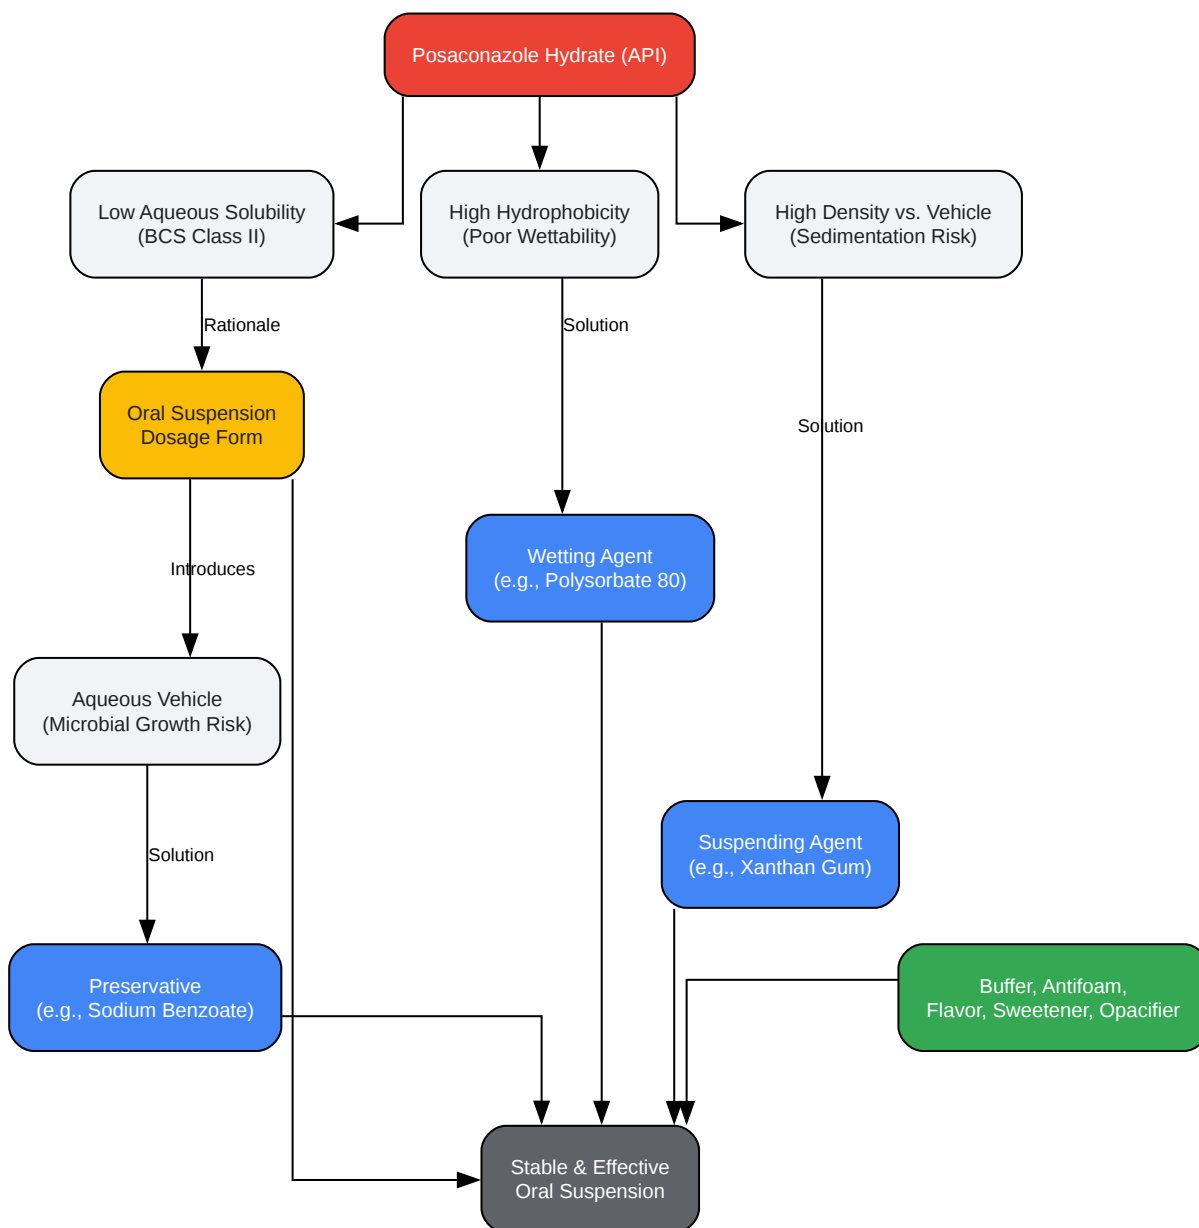 Posaconazole Hydrate (API)
Low Aqueous Solubility
(BCS Class II)
High Hydrophobicity
(Poor Wettability)
High Density vs. Vehicle
(Sedimentation Risk)
Rationale
Solution
Oral Suspension
Dosage Form
Solution
Wetting Agent
(e.g., Polysorbate 80)
Introduces
Aqueous Vehicle
(Microbial Growth Risk)
Solution
Suspending Agent
(e.g., Xanthan Gum)
Preservative
(e.g., Sodium Benzoate)
Buffer, Antifoam,
Flavor, Sweetener, Opacifier
Stable & Effective
Oral Suspension